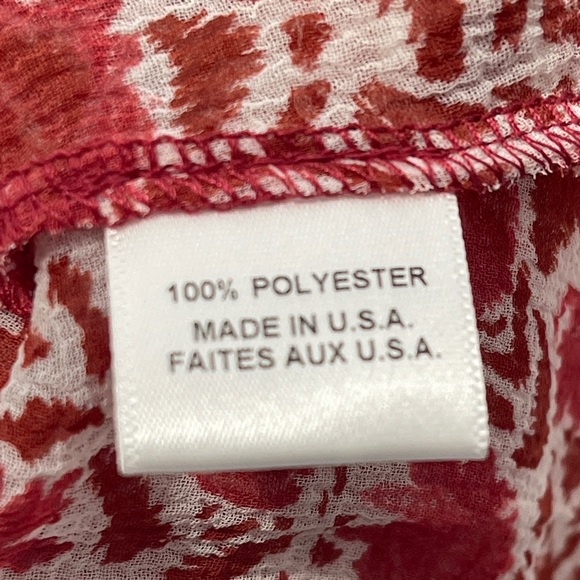 100% POLYESTER
MADE IN U.S.A.
FAITES AUX U.S.A.